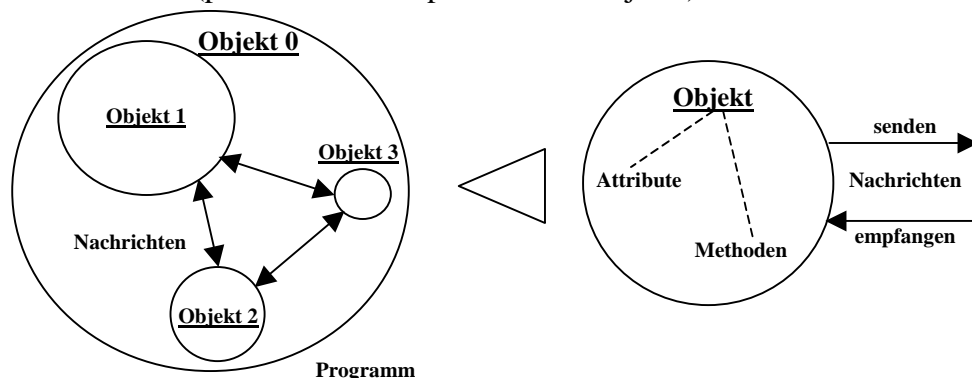 Objekt 0
Objekt 1
Objekt 3
Nachrichten
Objekt 2
Programm
Objekt
Attribute
Methoden
senden
Nachrichten
empfangen